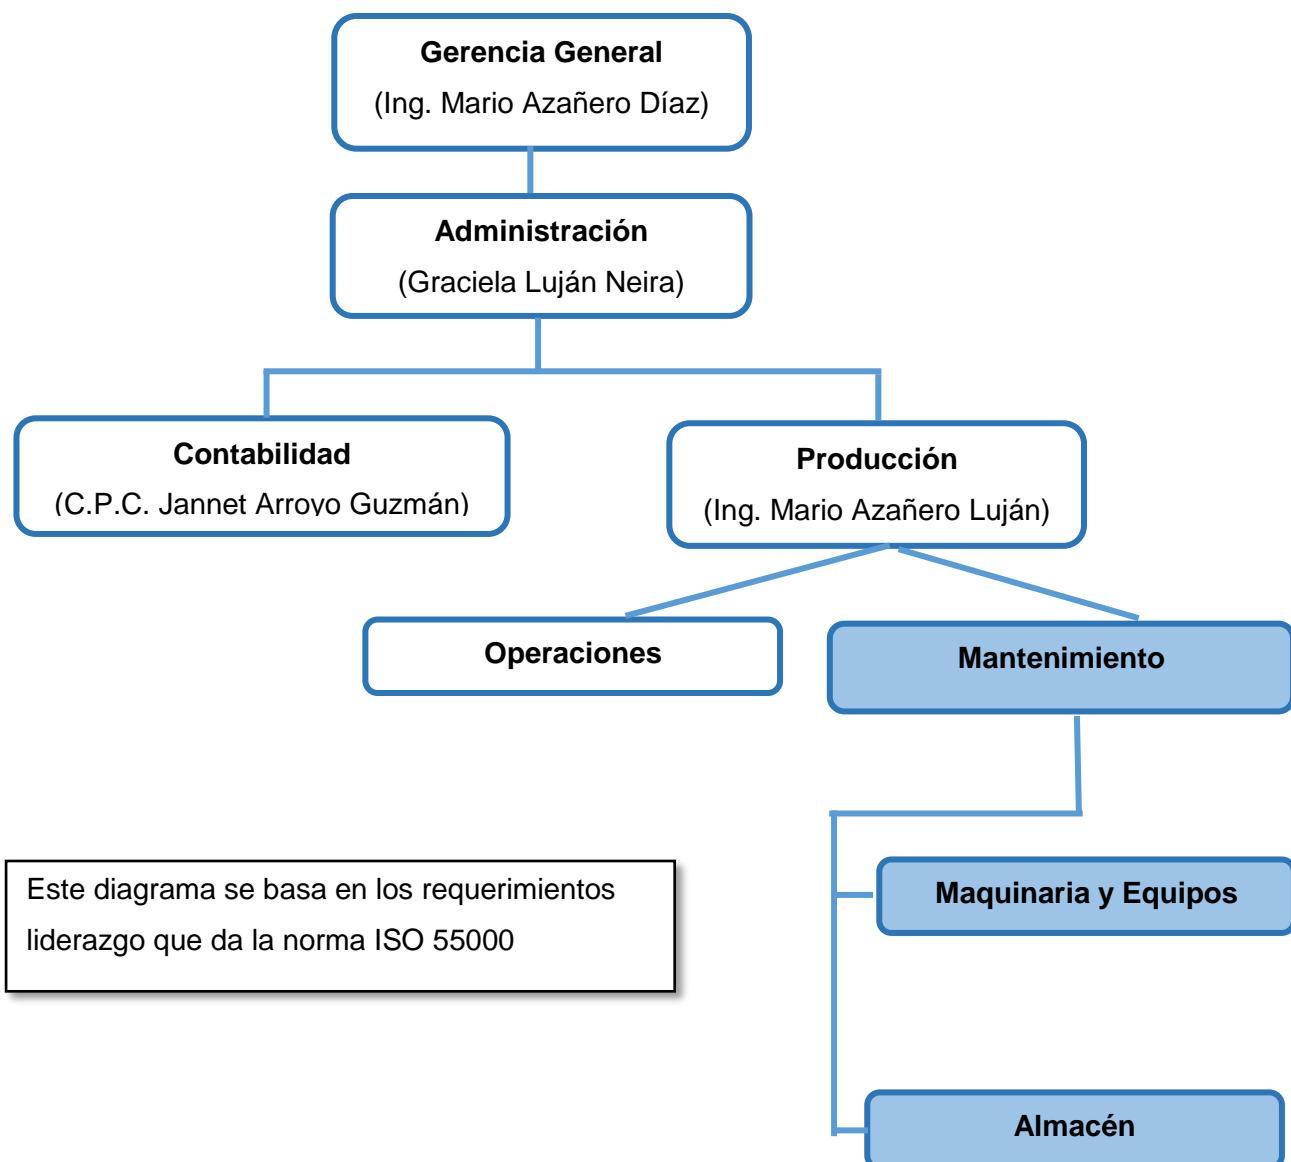 Gerencia General
(Ing. Mario Azañero Díaz)
Administración
(Graciela Luján Neira)
Contabilidad
(C.P.C. Jannet Arroyo Guzmán)
Producción
(Ing. Mario Azañero Luján)
Operaciones
Mantenimiento
Este diagrama se basa en los requerimientos
liderazgo que da la norma ISO 55000
Maquinaria y Equipos
Almacén